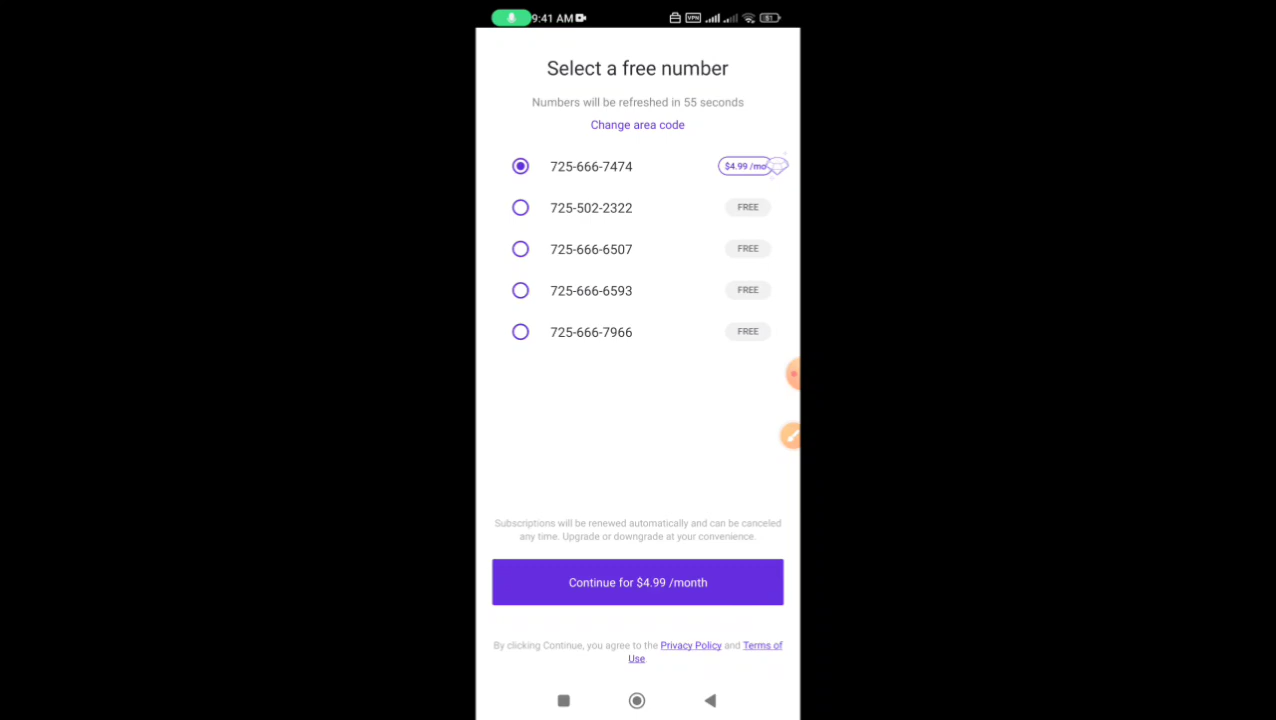 9:41 AM
VPN
51
Select a free number
Numbers will be refreshed in 55 seconds
Change area code
725-666-7474 $4.99 /mo
725-502-2322 FREE
725-666-6507 FREE
725-666-6593 FREE
725-666-7966 FREE
Subscriptions will be renewed automatically and can be canceled
any time. Upgrade or downgrade at your convenience.
Continue for $4.99 /month
By clicking Continue, you agree to the Privacy Policy and Terms of
Use